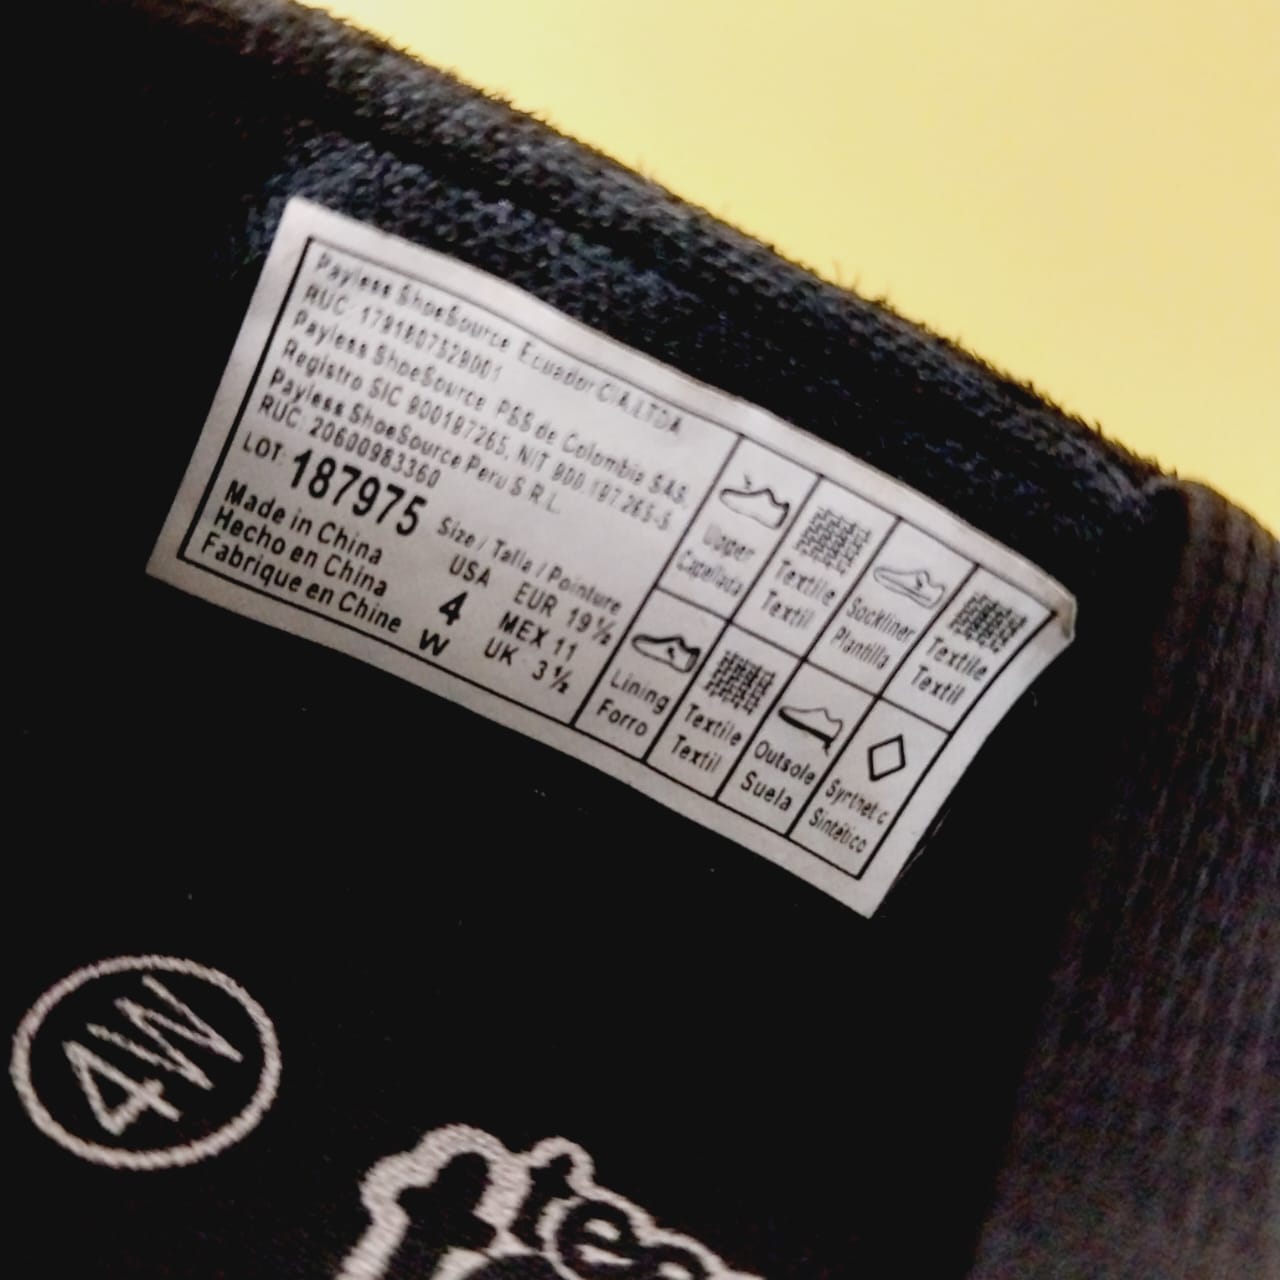 Payless ShoeSource Ecuador CIA.LTDA.
RUC: 1791807529001
Payless ShoeSource PSS de Colombia SAS.
Registro SIC 900197265, NIT 900.197.265-5
Payless ShoeSource Peru S.R.L.
RUC: 20600983360
LOT: 187975
Size / Talla / Pointure
Made in China
Hecho en China
Fabrique en Chine
USA
4
W
EUR 19½
MEX 11
UK 3½
Upper
Capellada
Textile
Textil
Sockliner
Plantilla
Textile
Textil
Lining
Forro
Textile
Textil
Outsole
Suela
Synthetic
Sintético
4W
e